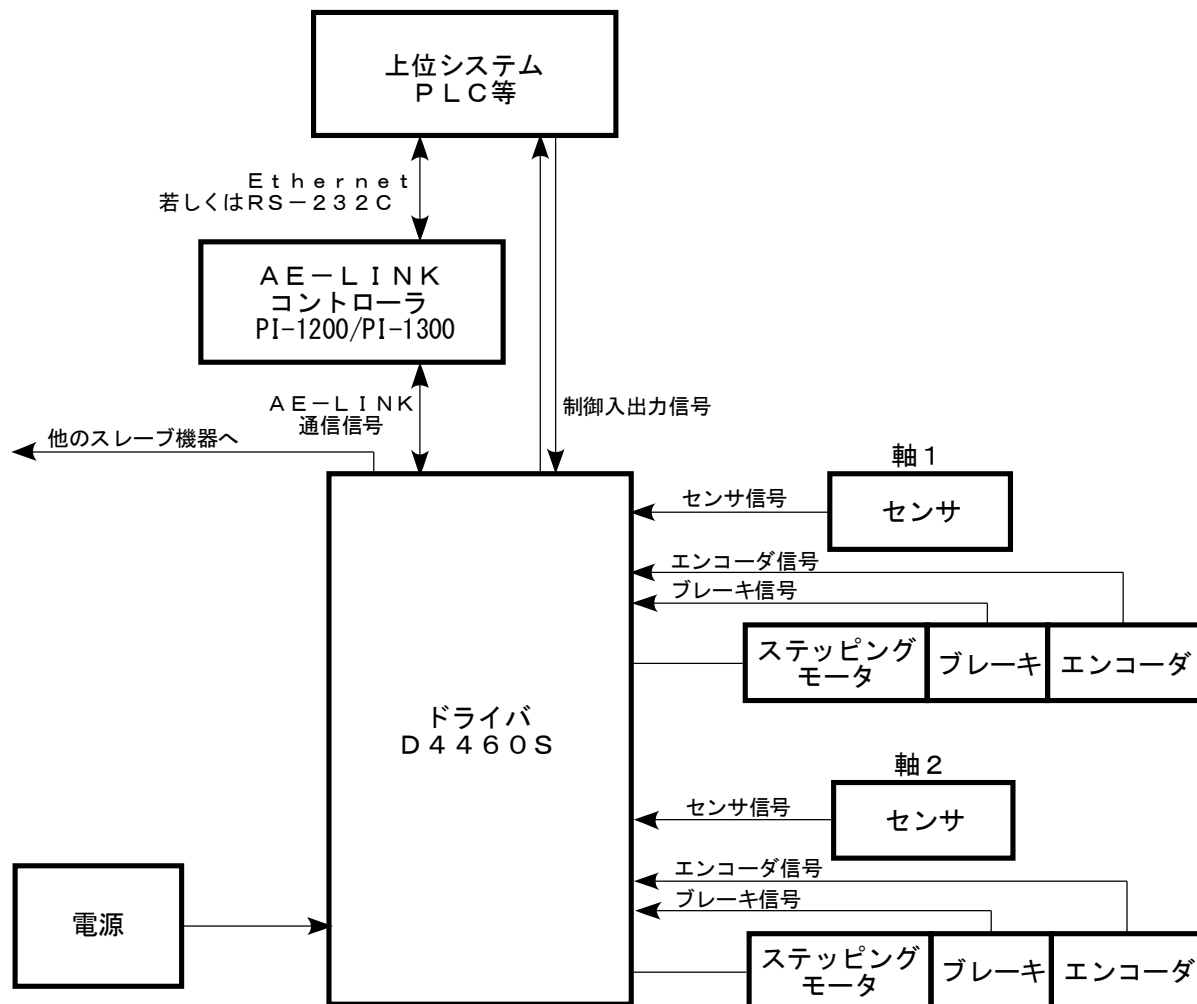 上位システム
ＰＬＣ等
Ｅｔｈｅｒｎｅｔ
若しくはＲＳ－２３２Ｃ
ＡＥ－ＬＩＮＫ
コントローラ
PI-1200/PI-1300
ＡＥ－ＬＩＮＫ
通信信号
制御入出力信号
他のスレーブ機器へ
軸１
センサ信号
センサ
エンコーダ信号
ブレーキ信号
ステッピング
モータ
ブレーキ
エンコーダ
ドライバ
Ｄ４４６０Ｓ
軸２
センサ信号
センサ
エンコーダ信号
ブレーキ信号
電源
ステッピング
モータ
ブレーキ
エンコーダ